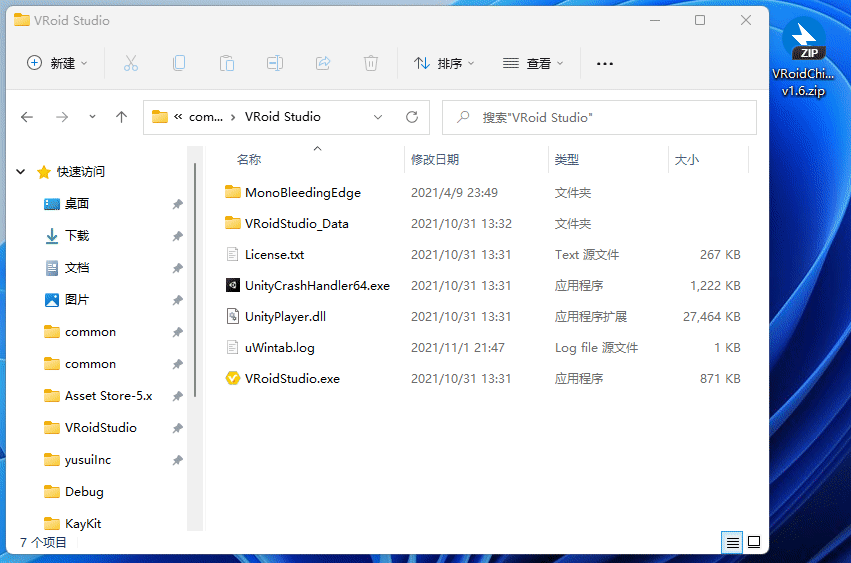 VRoid Studio
新建
排序
查看
« com... › VRoid Studio
搜索"VRoid Studio"
名称 修改日期 类型 大小
MonoBleedingEdge 2021/4/9 23:49 文件夹
VRoidStudio_Data 2021/10/31 13:32 文件夹
License.txt 2021/10/31 13:31 Text 源文件 267 KB
UnityCrashHandler64.exe 2021/10/31 13:31 应用程序 1,222 KB
UnityPlayer.dll 2021/10/31 13:31 应用程序扩展 27,464 KB
uWintab.log 2021/11/1 21:47 Log file 源文件 1 KB
VRoidStudio.exe 2021/10/31 13:31 应用程序 871 KB
快速访问
桌面
下载
文档
图片
common
common
Asset Store-5.x
VRoidStudio
yusuiInc
Debug
KayKit
7 个项目
ZIP
VRoidChi...
v1.6.zip